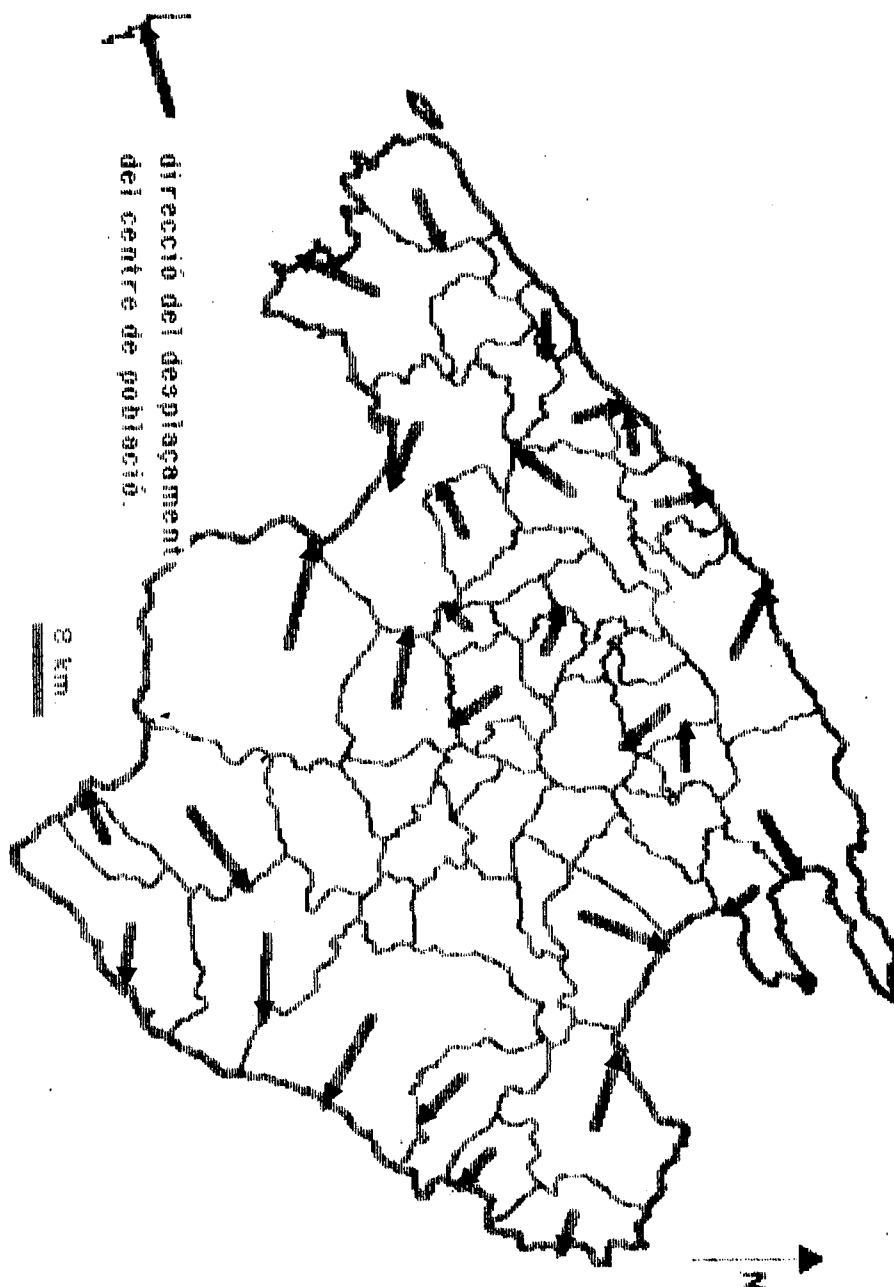 direcció del desplaçament
del centre de població.
8 km.
N